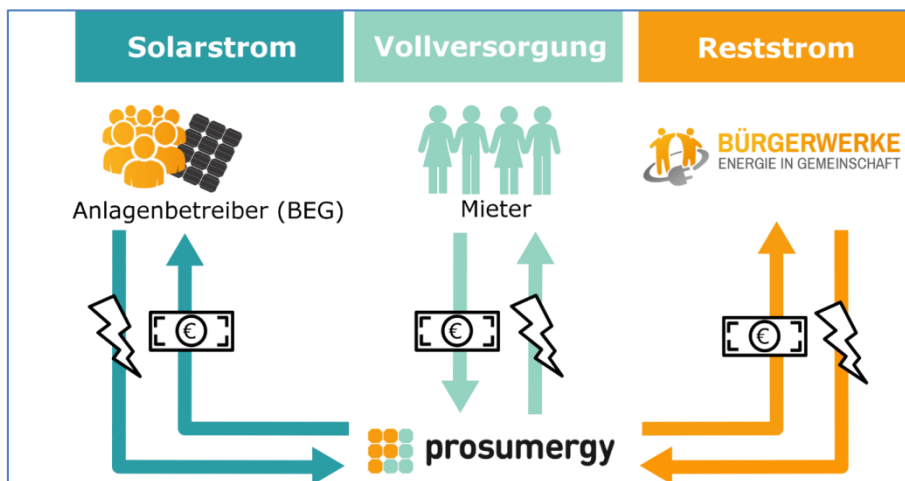 Solarstrom
Vollversorgung
Reststrom
Anlagenbetreiber (BEG)
Mieter
BÜRGERWERKE
ENERGIE IN GEMEINSCHAFT
€
€
€
prosumergy